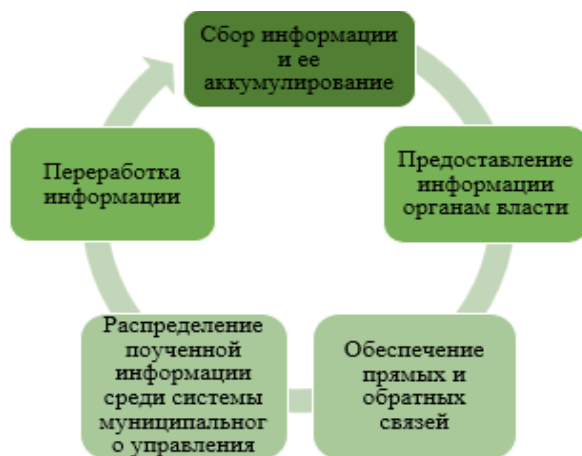 Сбор информации
и ее
аккумулирование
Предоставление
информации
органам власти
Обеспечение
прямых и
обратных
связей
Распределение
поученной
информации
среди системы
муниципальног
о управления
Переработка
информации